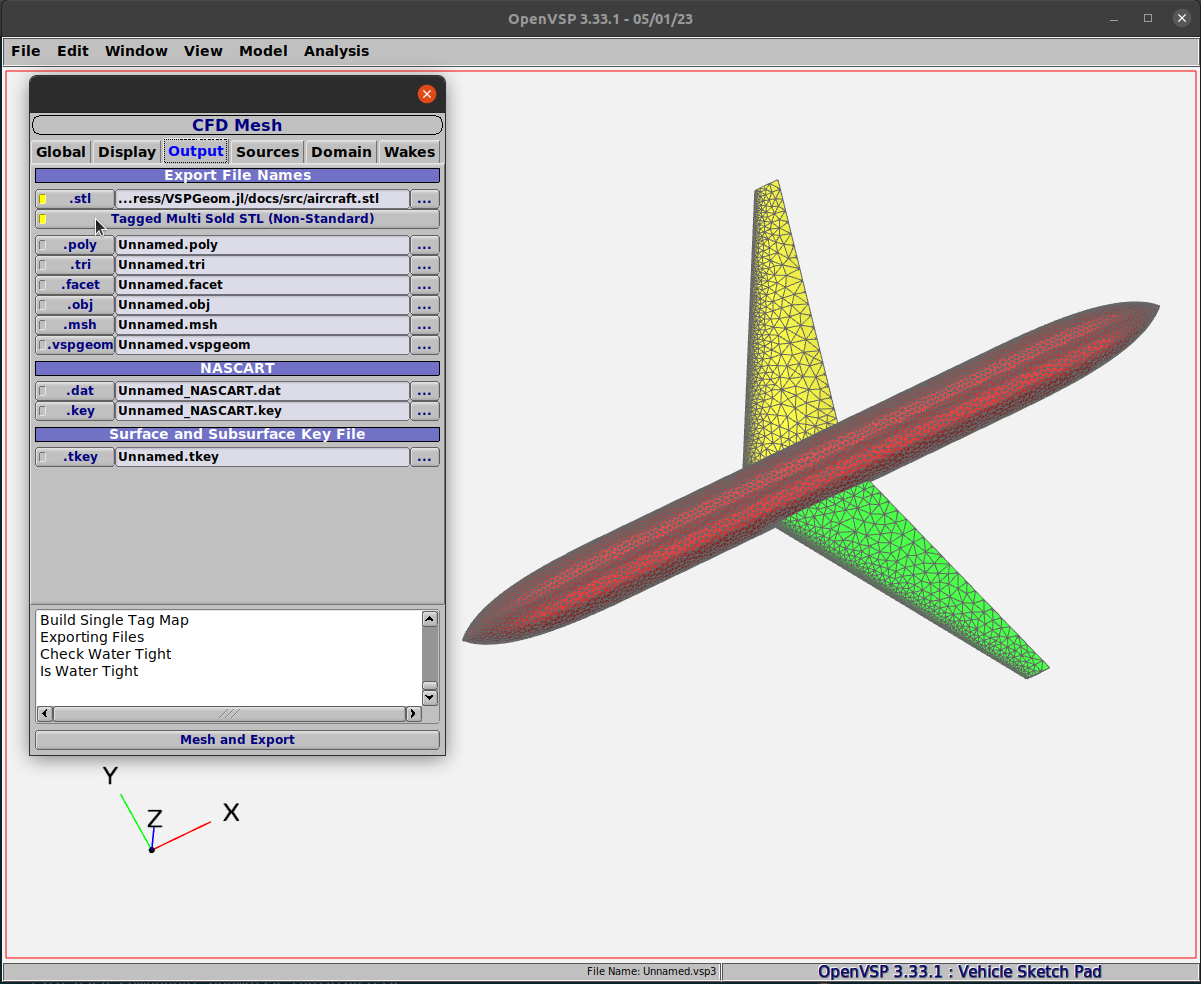 OpenVSP 3.33.1 - 05/01/23
File Edit Window View Model Analysis
CFD Mesh
Global Display Output Sources Domain Wakes
Export File Names
.stl ...ress/VSPGeom.jl/docs/src/aircraft.stl ...
Tagged Multi Sold STL (Non-Standard)
.poly Unnamed.poly ...
.tri Unnamed.tri ...
.facet Unnamed.facet ...
.obj Unnamed.obj ...
.msh Unnamed.msh ...
.vspgeom Unnamed.vspgeom ...
NASCART
.dat Unnamed_NASCART.dat ...
.key Unnamed_NASCART.key ...
Surface and Subsurface Key File
.tkey Unnamed.tkey ...
Build Single Tag Map
Exporting Files
Check Water Tight
Is Water Tight
Mesh and Export
Y
Z
X
File Name: Unnamed.vsp3
OpenVSP 3.33.1 : Vehicle Sketch Pad